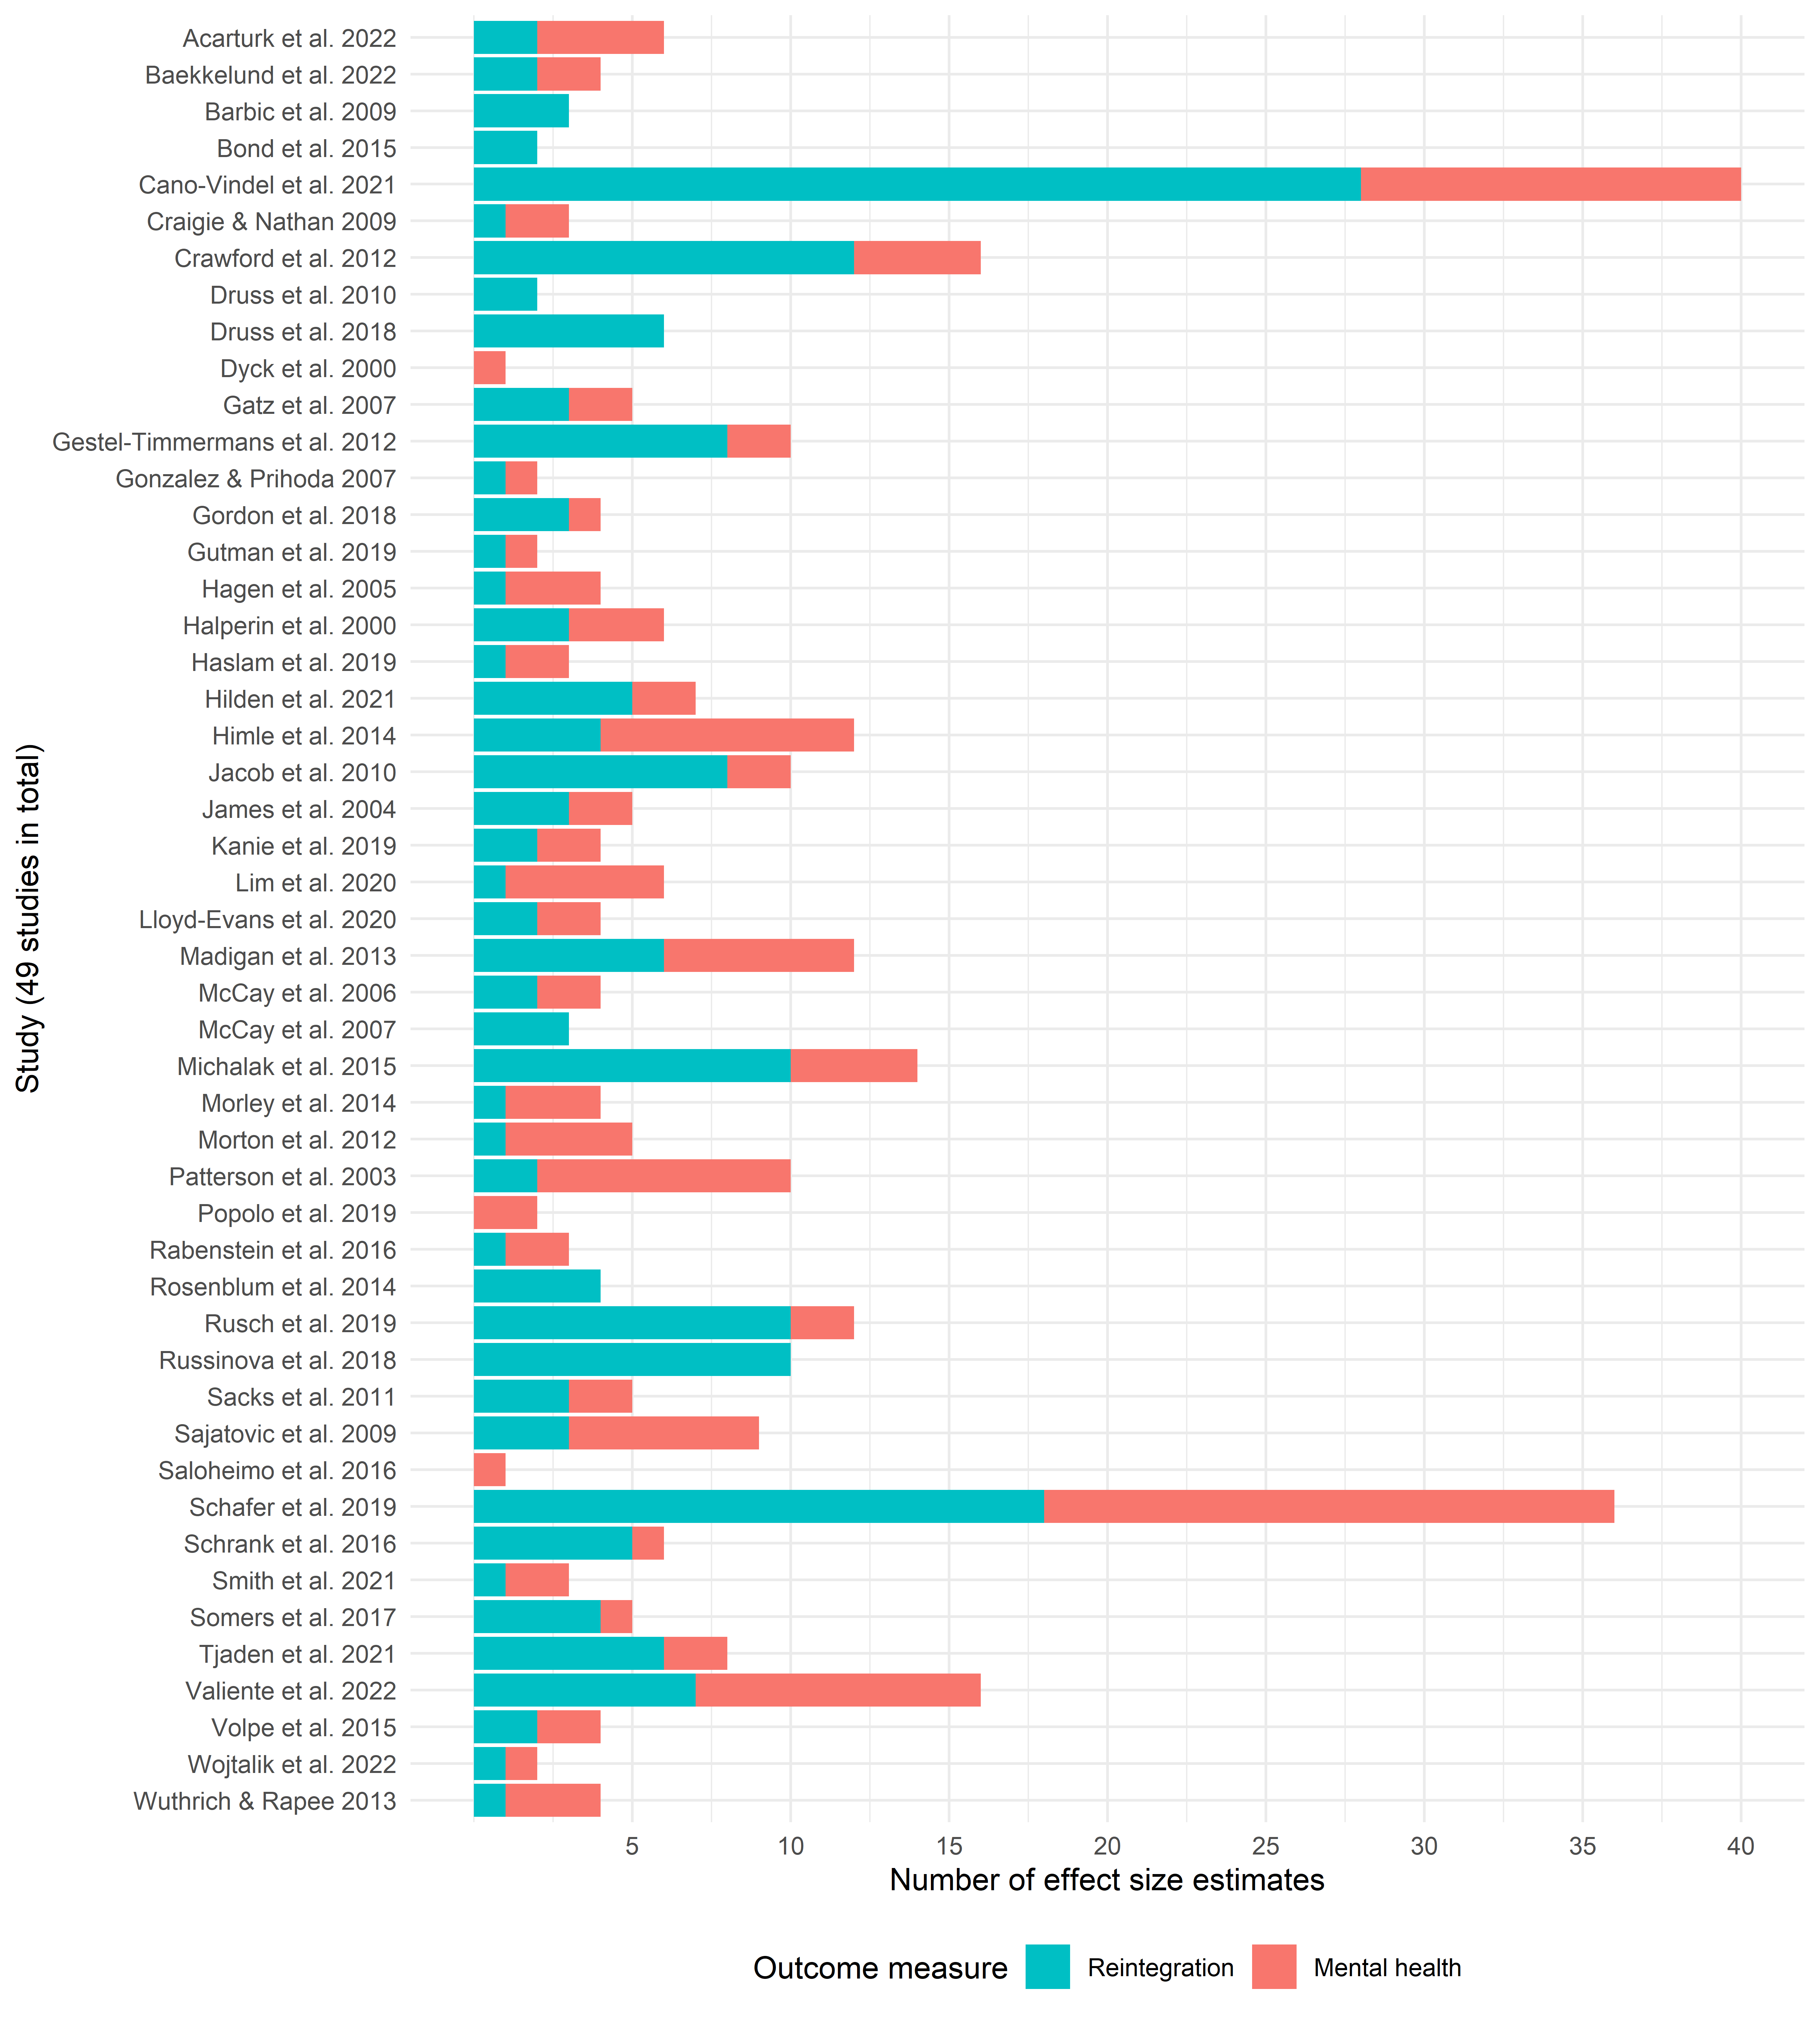 Acarturk et al. 2022
Baekkelund et al. 2022
Barbic et al. 2009
Bond et al. 2015
Cano-Vindel et al. 2021
Craigie & Nathan 2009
Crawford et al. 2012
Druss et al. 2010
Druss et al. 2018
Dyck et al. 2000
Gatz et al. 2007
Gestel-Timmermans et al. 2012
Gonzalez & Prihoda 2007
Gordon et al. 2018
Gutman et al. 2019
Hagen et al. 2005
Halperin et al. 2000
Haslam et al. 2019
Hilden et al. 2021
Himle et al. 2014
Jacob et al. 2010
James et al. 2004
Kanie et al. 2019
Lim et al. 2020
Lloyd-Evans et al. 2020
Madigan et al. 2013
McCay et al. 2006
McCay et al. 2007
Michalak et al. 2015
Morley et al. 2014
Morton et al. 2012
Patterson et al. 2003
Popolo et al. 2019
Rabenstein et al. 2016
Rosenblum et al. 2014
Rusch et al. 2019
Russinova et al. 2018
Sacks et al. 2011
Sajatovic et al. 2009
Saloheimo et al. 2016
Schafer et al. 2019
Schrank et al. 2016
Smith et al. 2021
Somers et al. 2017
Tjaden et al. 2021
Valiente et al. 2022
Volpe et al. 2015
Wojtalik et al. 2022
Wuthrich & Rapee 2013
Study (49 studies in total)
5 10 15 20 25 30 35 40
Number of effect size estimates
Outcome measure Reintegration Mental health